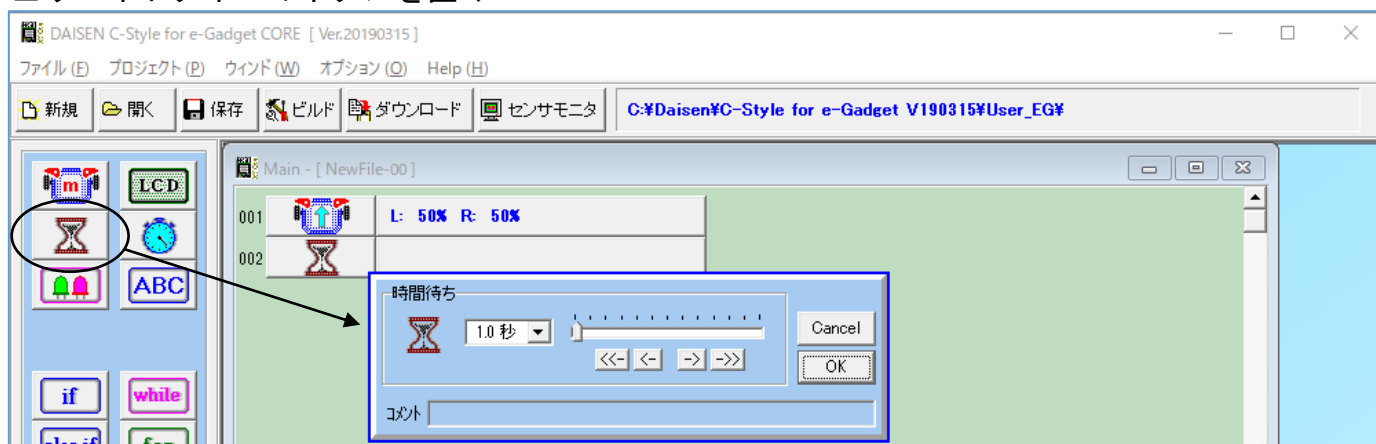 DAISEN C-Style for e-Gadget CORE [ Ver.20190315 ]
ファイル(F) プロジェクト(P) ウィンド(W) オプション(O) Help(H)
新規 開く 保存 ビルド ダウンロード センサモニタ C:¥Daisen¥C-Style for e-Gadget V190315¥User_EG¥
Main - [ NewFile-00 ]
m LCD
001 L: 50% R: 50%
002
ABC
時間待ち
1.0 秒
Cancel
<<- <- -> ->>
OK
if while
コメント